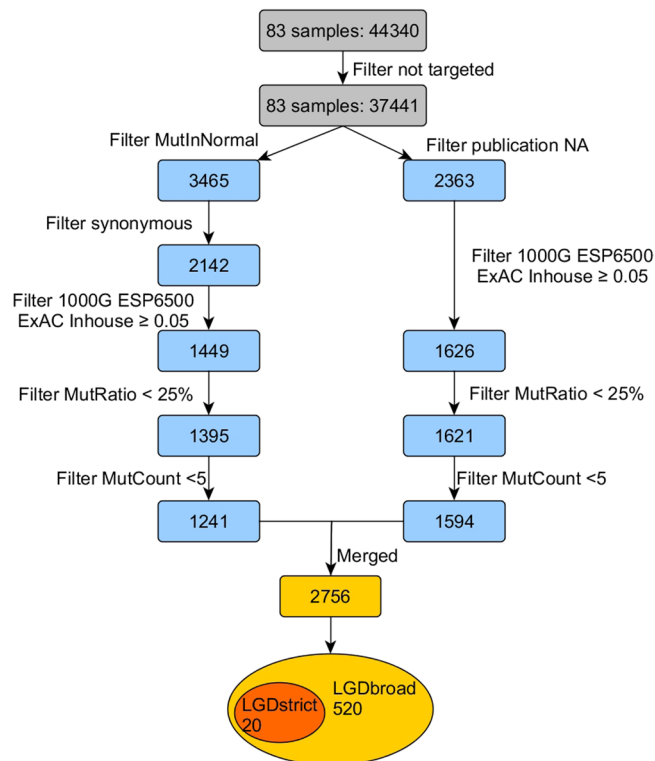 83 samples: 44340
Filter not targeted
83 samples: 37441
Filter MutInNormal
Filter publication NA
3465
2363
Filter synonymous
2142
Filter 1000G ESP6500
ExAC Inhouse ≥ 0.05
Filter 1000G ESP6500
ExAC Inhouse ≥ 0.05
1449
1626
Filter MutRatio < 25%
Filter MutRatio < 25%
1395
1621
Filter MutCount <5
Filter MutCount <5
1241
1594
Merged
2756
LGDbroad
520
LGDstrict
20